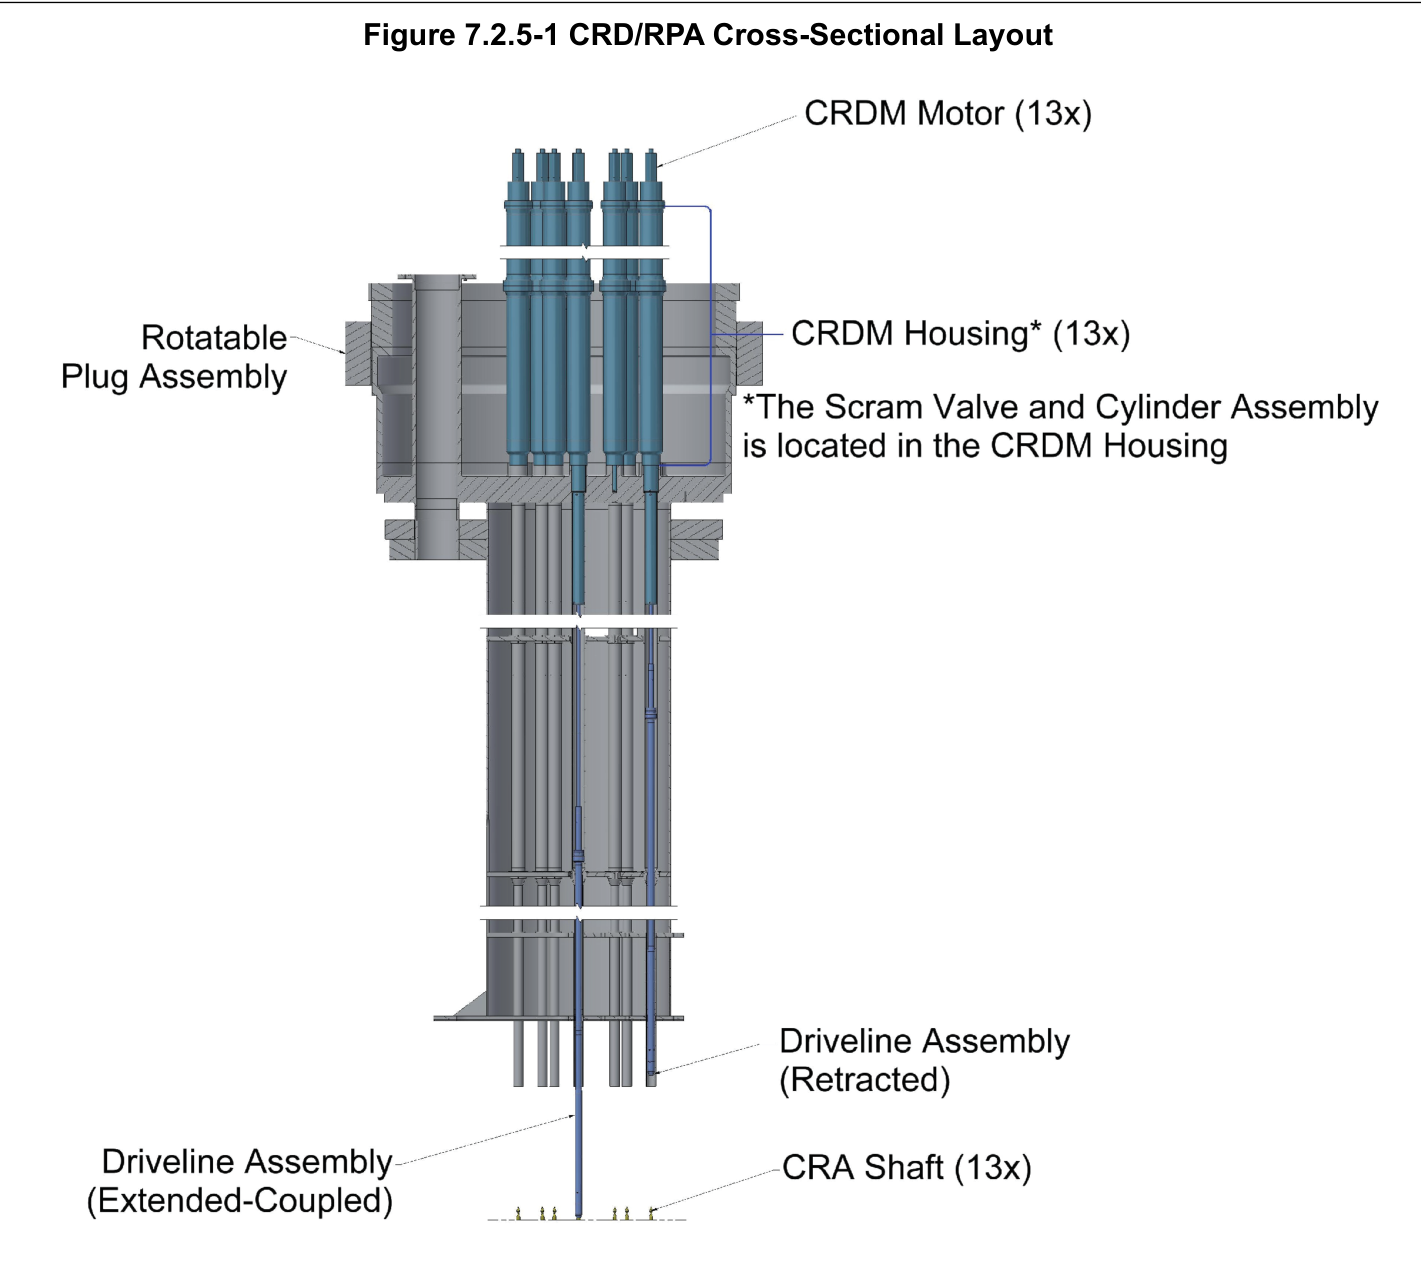 Figure 7.2.5-1 CRD/RPA Cross-Sectional Layout
CRDM Motor (13x)
Rotatable
Plug Assembly
CRDM Housing* (13x)
*The Scram Valve and Cylinder Assembly
is located in the CRDM Housing
Driveline Assembly
(Retracted)
Driveline Assembly
(Extended-Coupled)
CRA Shaft (13x)